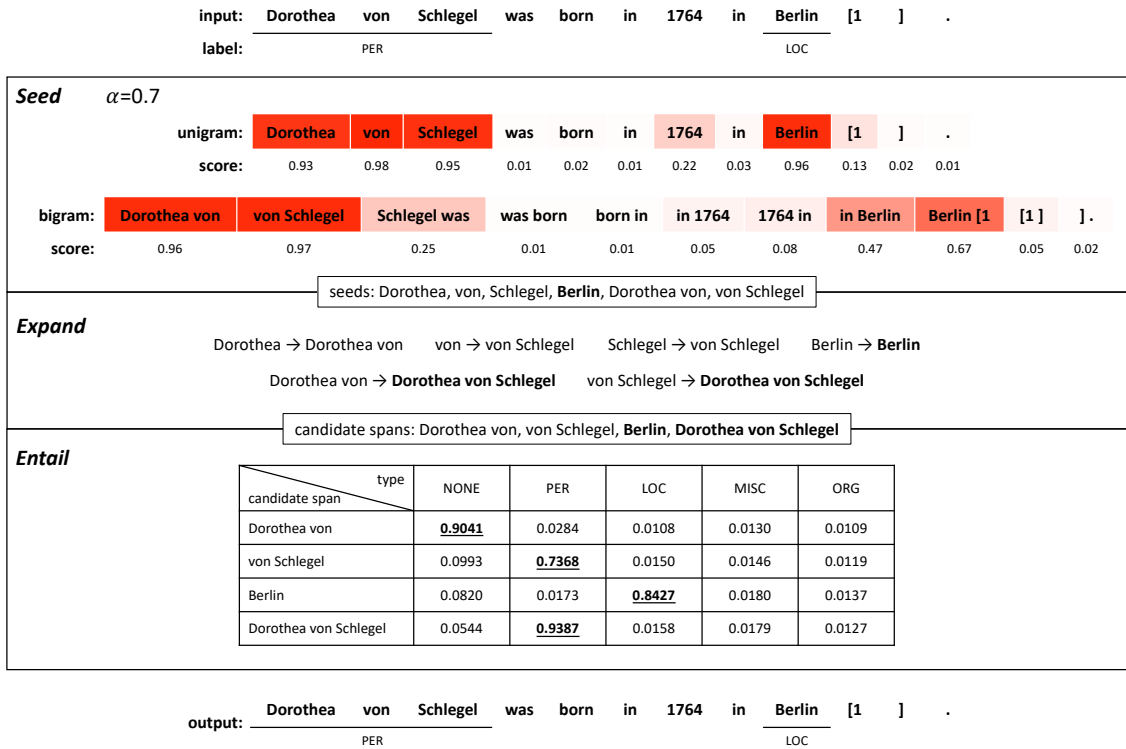 input: Dorothea von Schlegel was born in 1764 in Berlin [1 ] .
label: PER LOC
Seed α=0.7
unigram: Dorothea von Schlegel was born in 1764 in Berlin [1 ] .
score: 0.93 0.98 0.95 0.01 0.02 0.01 0.22 0.03 0.96 0.13 0.02 0.01
bigram: Dorothea von von Schlegel Schlegel was was born born in in 1764 1764 in in Berlin Berlin [1 [1 ] ] .
score: 0.96 0.97 0.25 0.01 0.01 0.05 0.08 0.47 0.67 0.05 0.02
seeds: Dorothea, von, Schlegel, Berlin, Dorothea von, von Schlegel
Expand
Dorothea → Dorothea von von → von Schlegel Schlegel → von Schlegel Berlin → Berlin
Dorothea von → Dorothea von Schlegel von Schlegel → Dorothea von Schlegel
candidate spans: Dorothea von, von Schlegel, Berlin, Dorothea von Schlegel
Entail
type
candidate span NONE PER LOC MISC ORG
Dorothea von 0.9041 0.0284 0.0108 0.0130 0.0109
von Schlegel 0.0993 0.7368 0.0150 0.0146 0.0119
Berlin 0.0820 0.0173 0.8427 0.0180 0.0137
Dorothea von Schlegel 0.0544 0.9387 0.0158 0.0179 0.0127
output: Dorothea von Schlegel was born in 1764 in Berlin [1 ] .
PER LOC